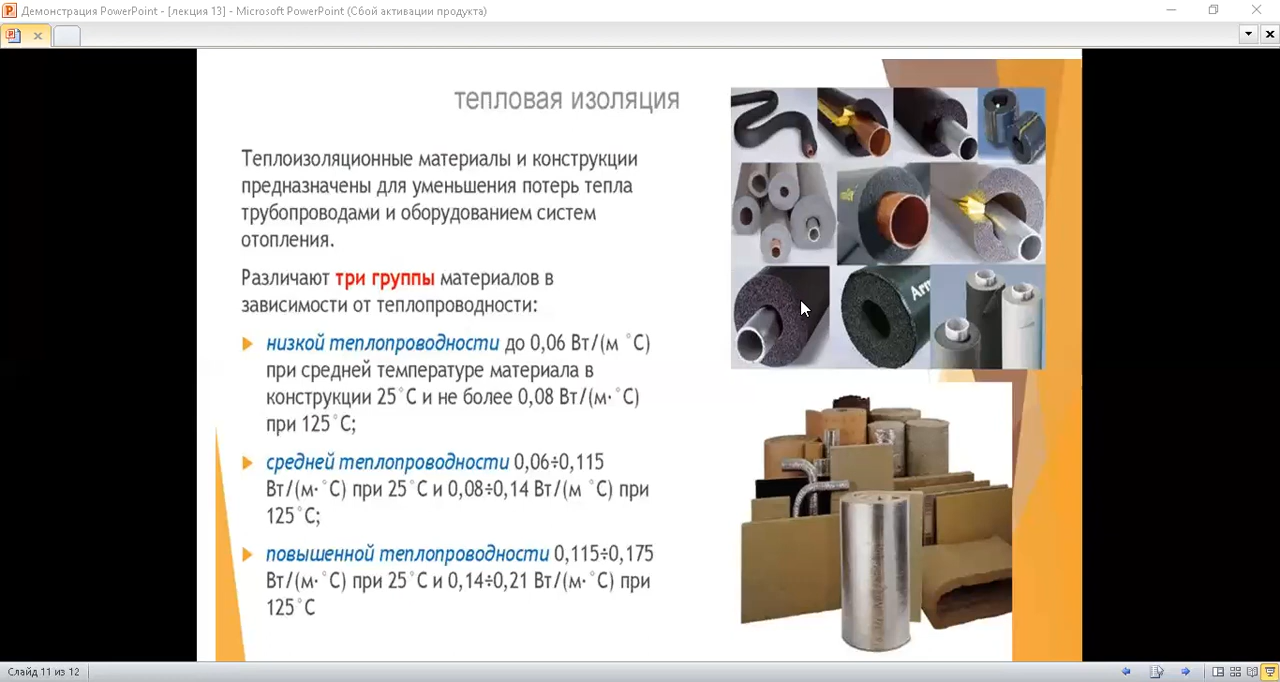 Демонстрация PowerPoint - [лекция 13] - Microsoft PowerPoint (Сбой активации продукта)
тепловая изоляция
Теплоизоляционные материалы и конструкции
предназначены для уменьшения потерь тепла
трубопроводами и оборудованием систем
отопления.
Различают три группы материалов в
зависимости от теплопроводности:
низкой теплопроводности до 0,06 Вт/(м °С)
при средней температуре материала в
конструкции 25°С и не более 0,08 Вт/(м·°С)
при 125°С;
средней теплопроводности 0,06÷0,115
Вт/(м·°С) при 25°С и 0,08÷0,14 Вт/(м °С) при
125°С;
повышенной теплопроводности 0,115÷0,175
Вт/(м·°С) при 25°С и 0,14÷0,21 Вт/(м·°С) при
125°С
Слайд 11 из 12